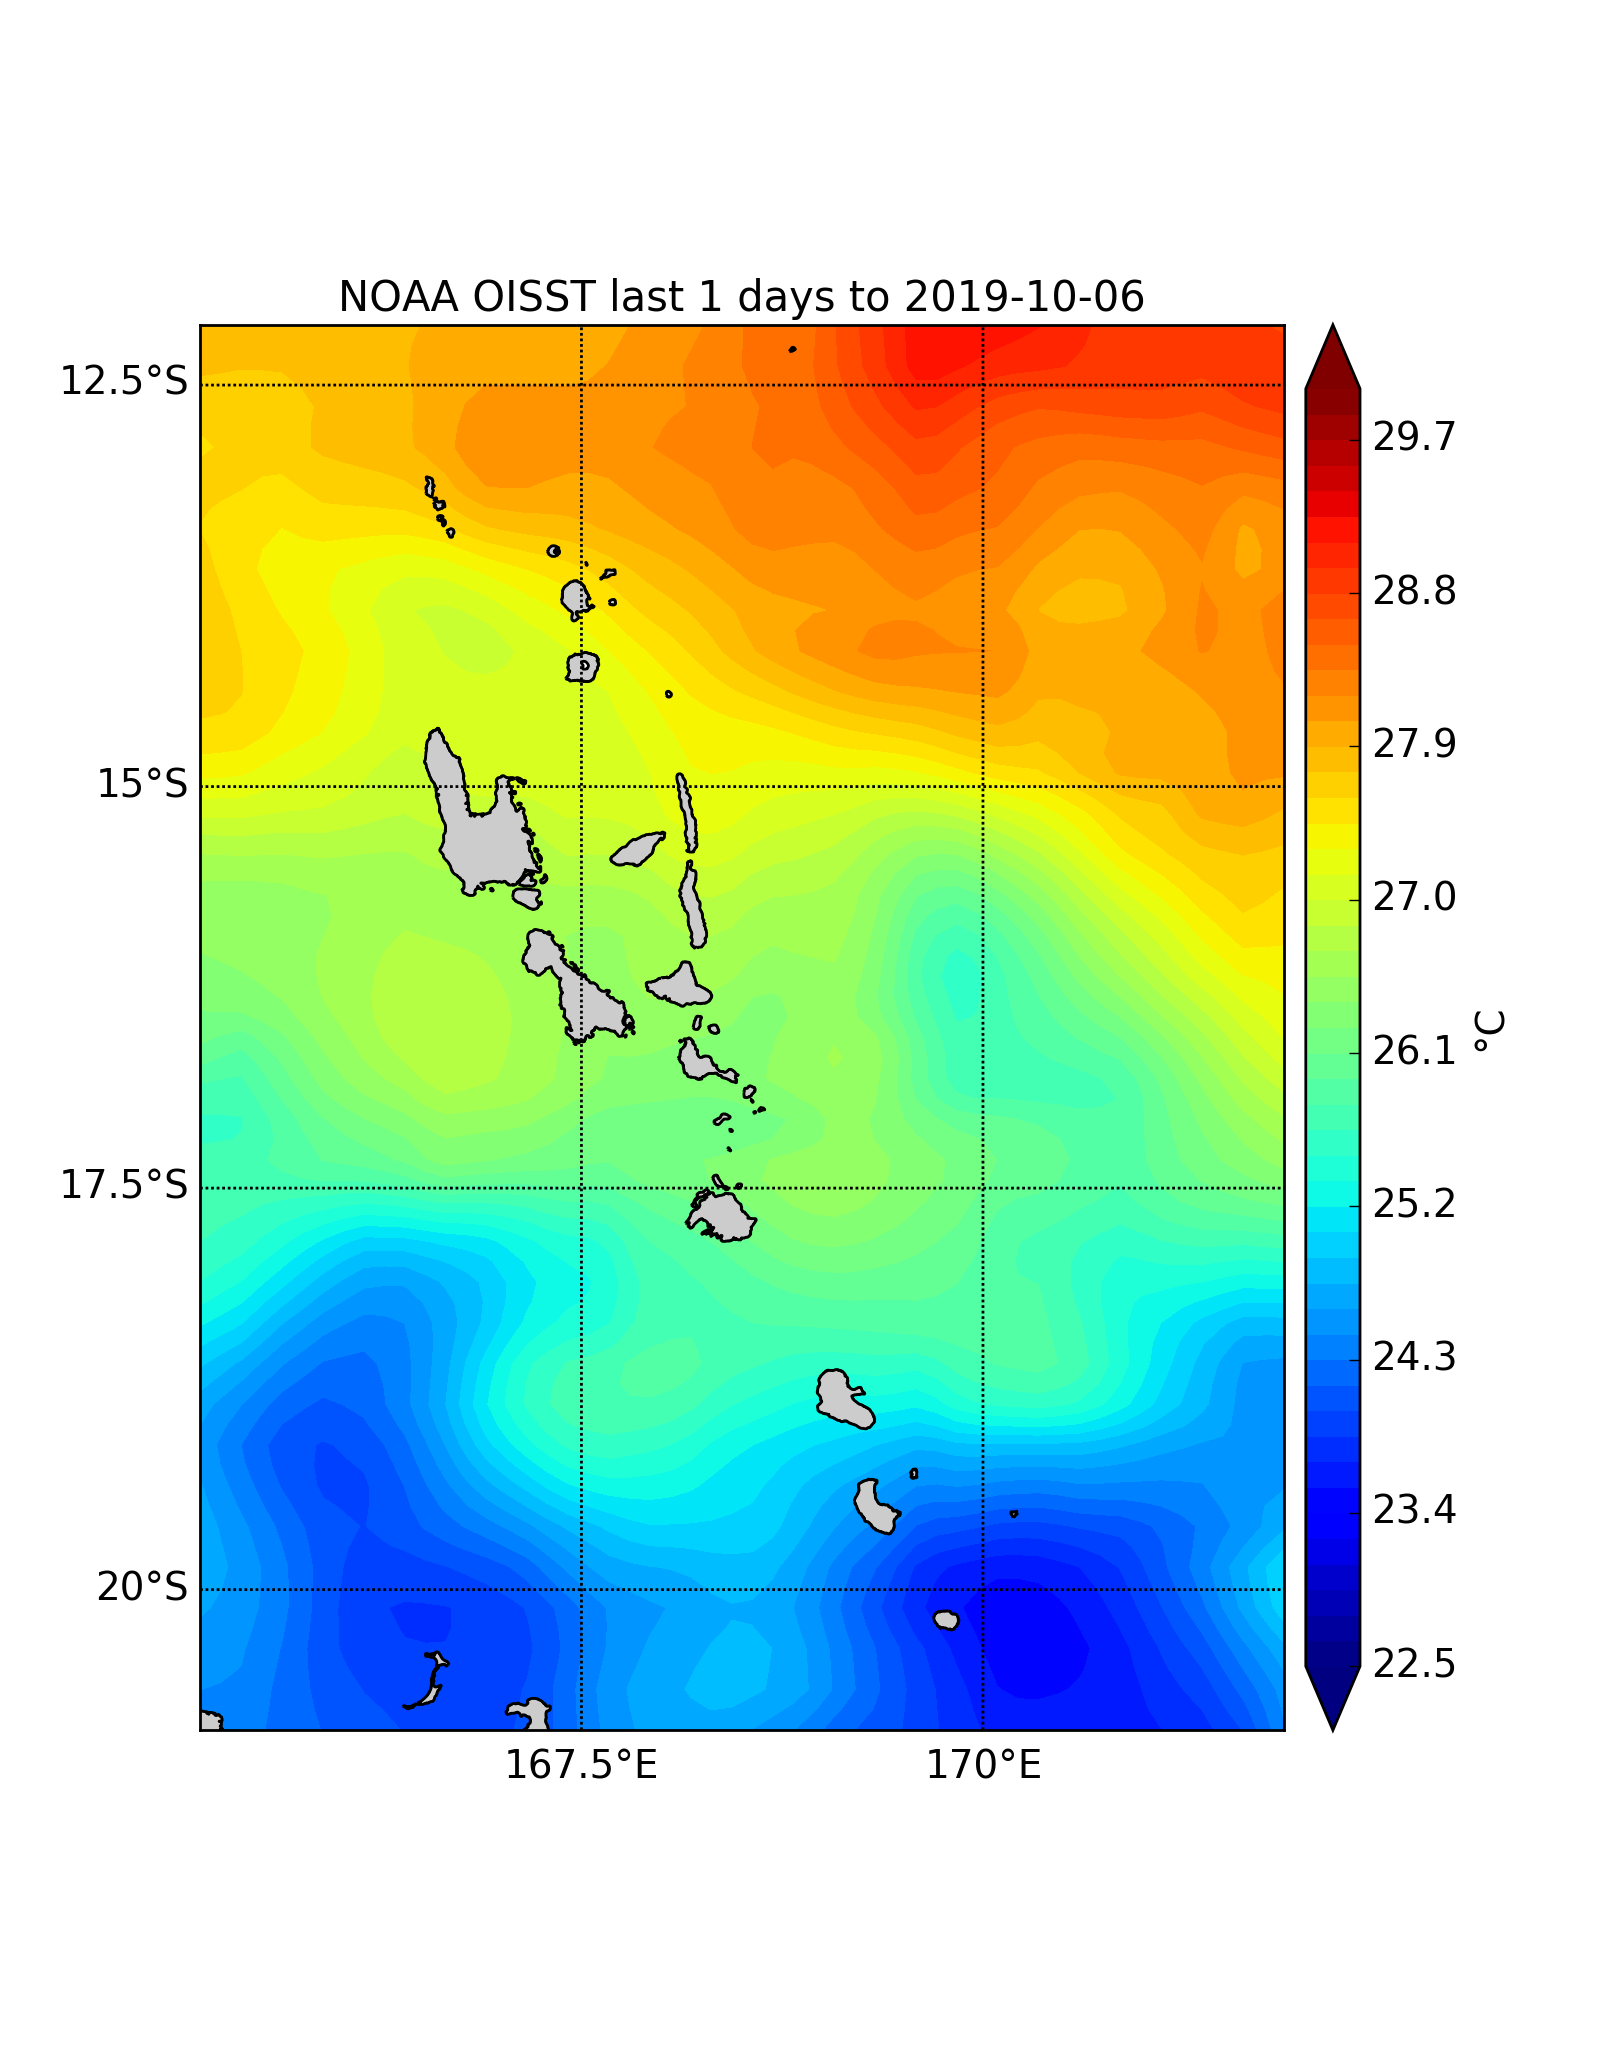 NOAA OISST last 1 days to 2019-10-06
12.5°S
15°S
17.5°S
20°S
167.5°E
170°E
29.7
28.8
27.9
27.0
26.1
25.2
24.3
23.4
22.5
°C